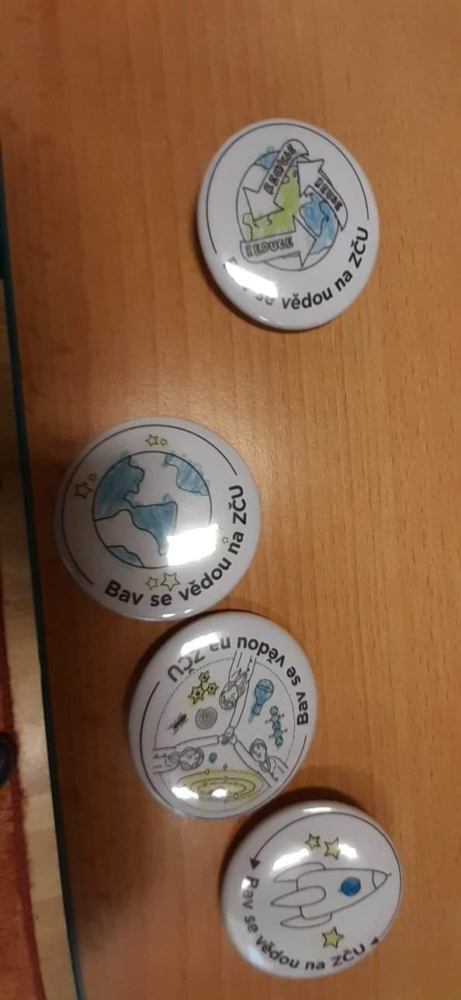 RECYCLE
REUSE
REDUCE
se vědou na ZČU
Bav se vědou na ZČU
Bav se vědou na ZČU
Bav se vědou na ZČU